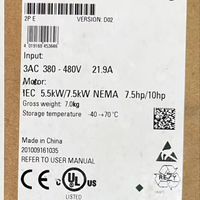 2P E
VERSION. D02
Input:
3AC 380 - 480V 21.9A
Motor:
IEC 5.5kW/7.5kW NEMA 7.5hp/10hp
Gross weight: 7.0kg
Storage temperature -40→+70°C
Made in China
201009161035
REFER TO USER MANUAL
RESY